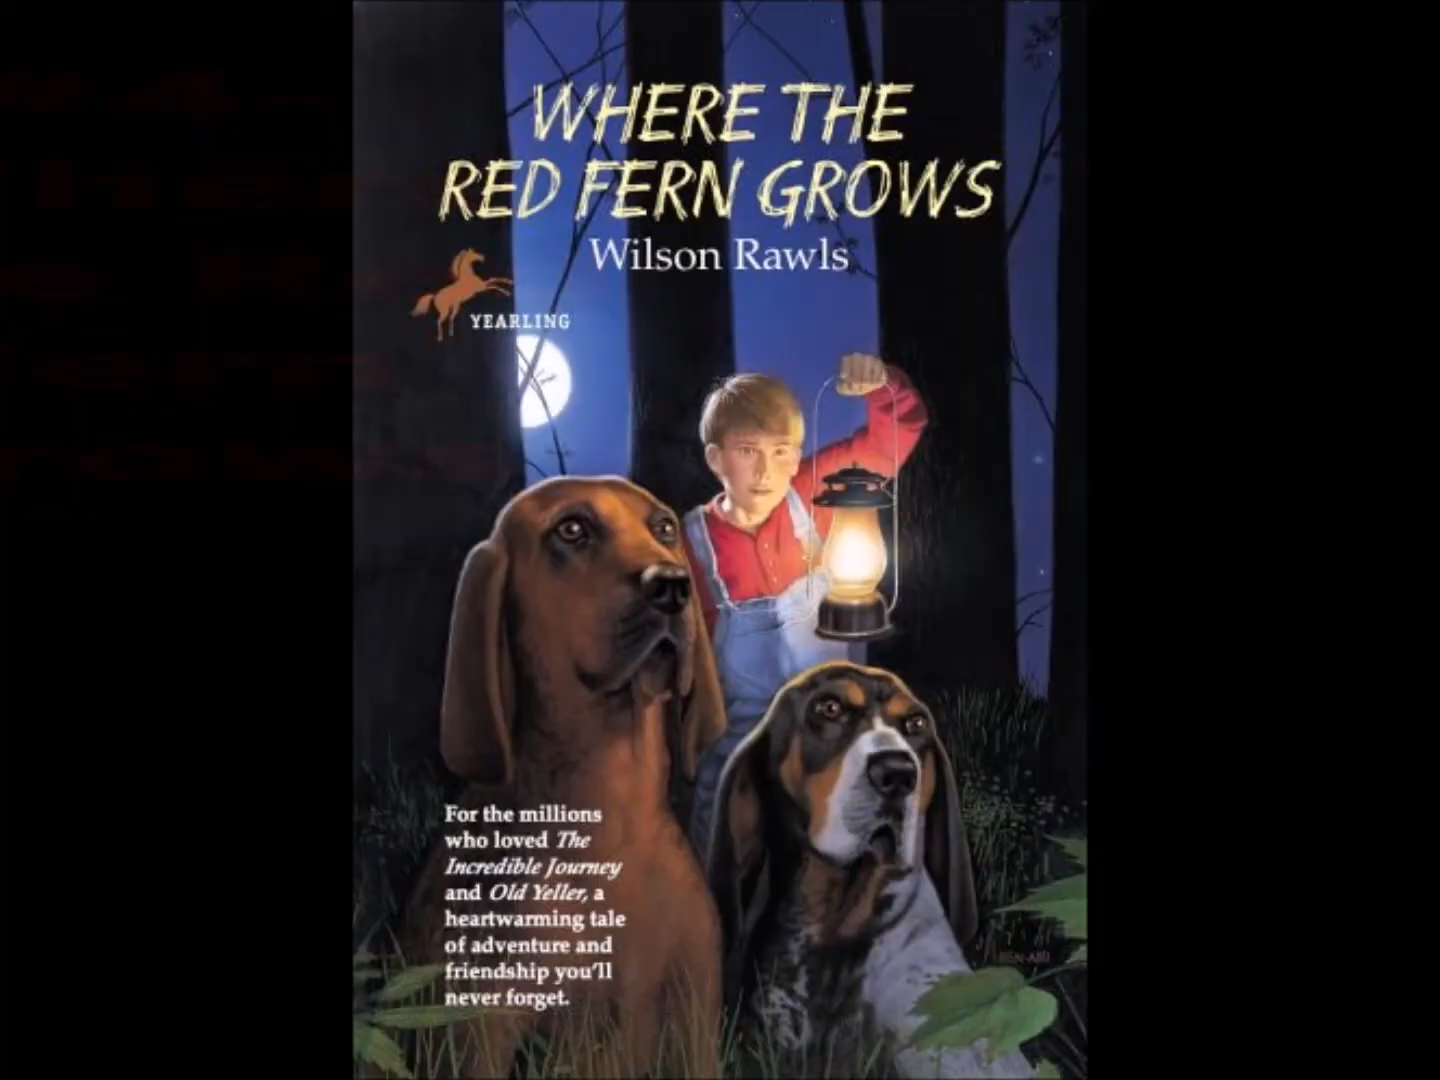 WHERE THE
RED FERN GROWS
Wilson Rawls
YEARLING
For the millions
who loved The
Incredible Journey
and Old Yeller, a
heartwarming tale
of adventure and
friendship you'll
never forget.